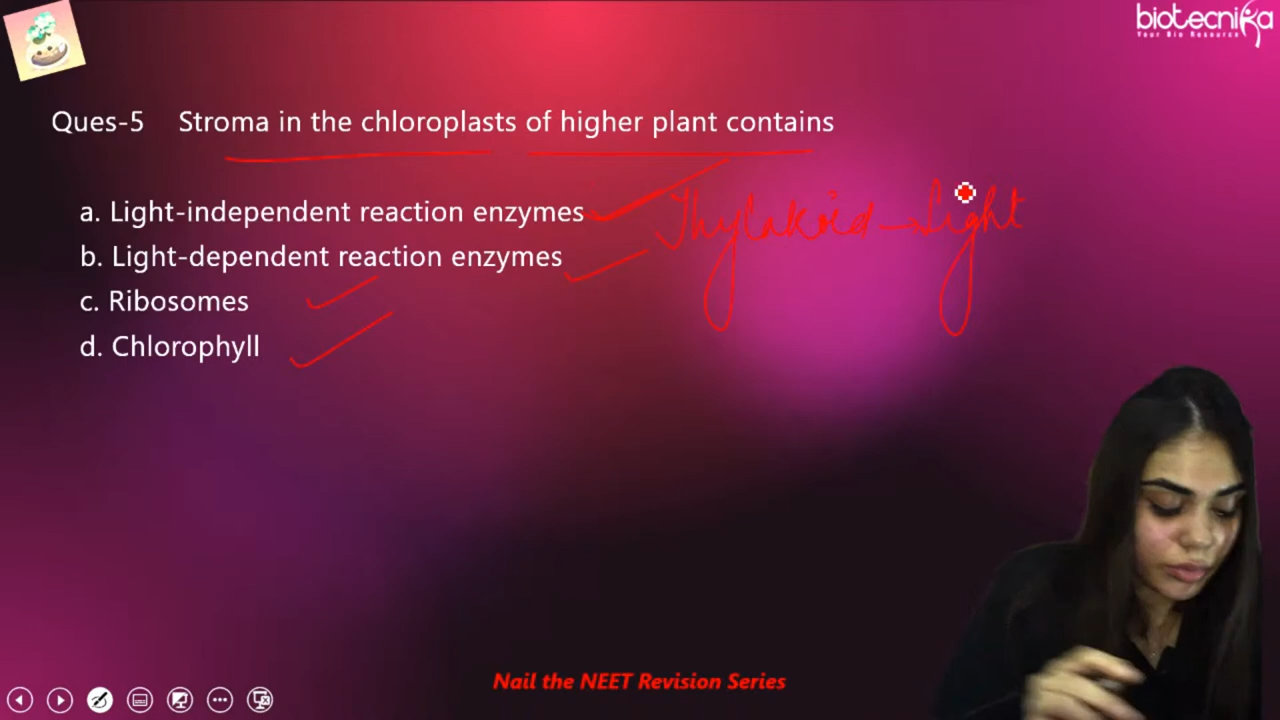 biotecnika
Your Bio Resource
Ques-5 Stroma in the chloroplasts of higher plant contains
a. Light-independent reaction enzymes
Thylakoid - Light
b. Light-dependent reaction enzymes
c. Ribosomes
d. Chlorophyll
Nail the NEET Revision Series